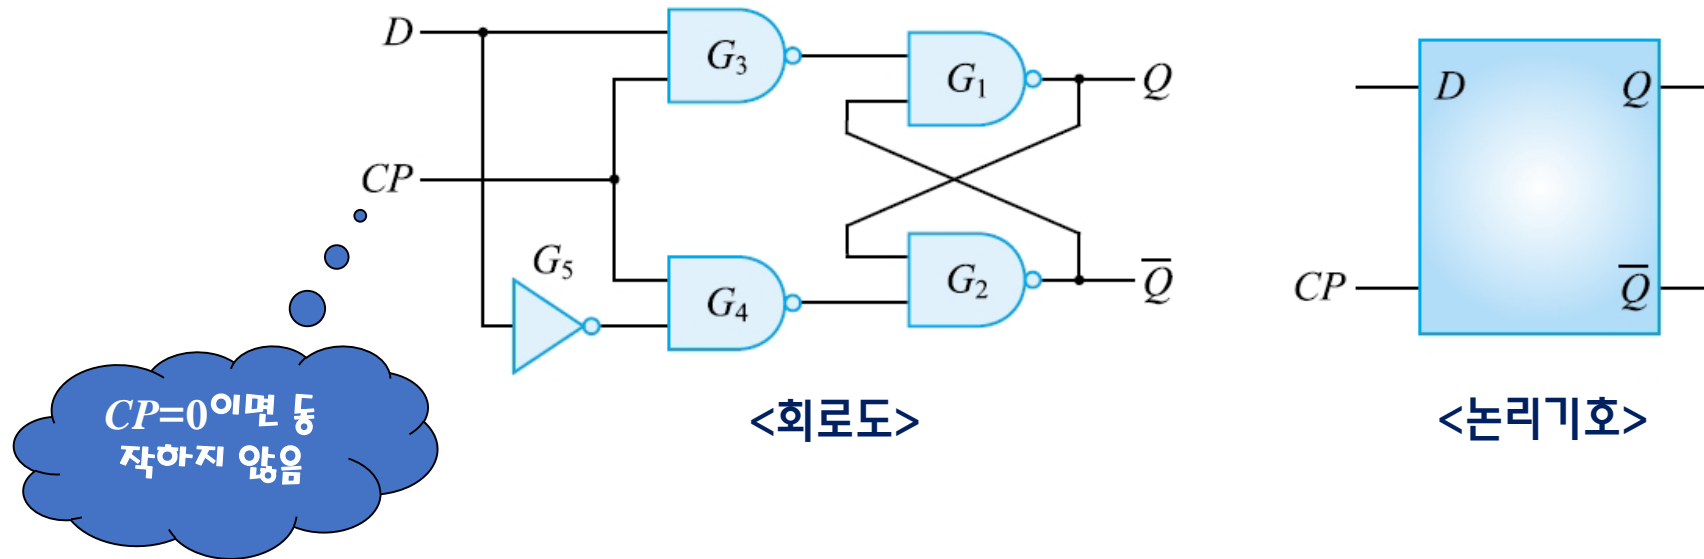 D
CP
G3
G4
G5
G1
G2
Q
Q̅
CP=0이면 동
작하지 않음
<회로도>
D
CP
Q
Q̅
<논리기호>